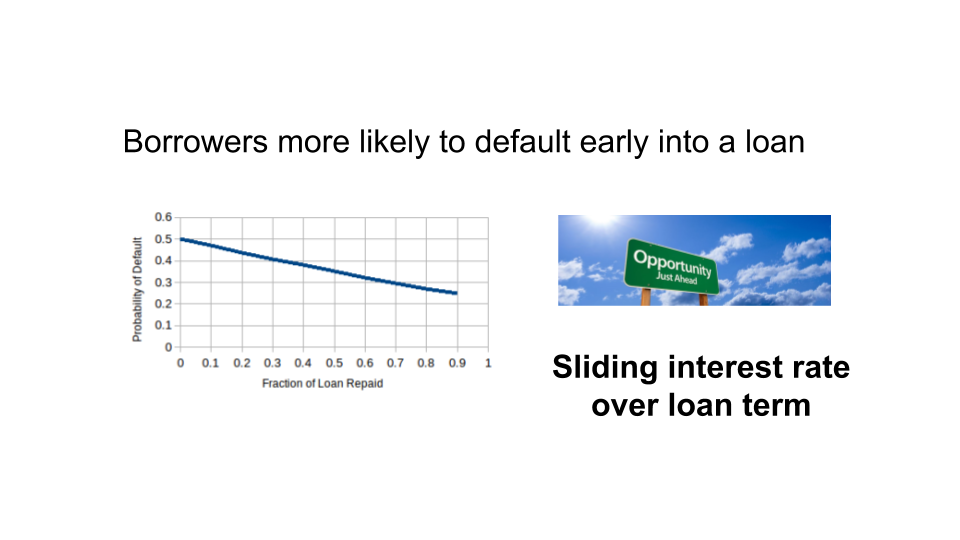 Borrowers more likely to default early into a loan
0.6
0.5
0.4
0.3
0.2
0.1
0
Probability of Default
0 0.1 0.2 0.3 0.4 0.5 0.6 0.7 0.8 0.9 1
Fraction of Loan Repaid
Opportunity
Just Ahead
Sliding interest rate
over loan term